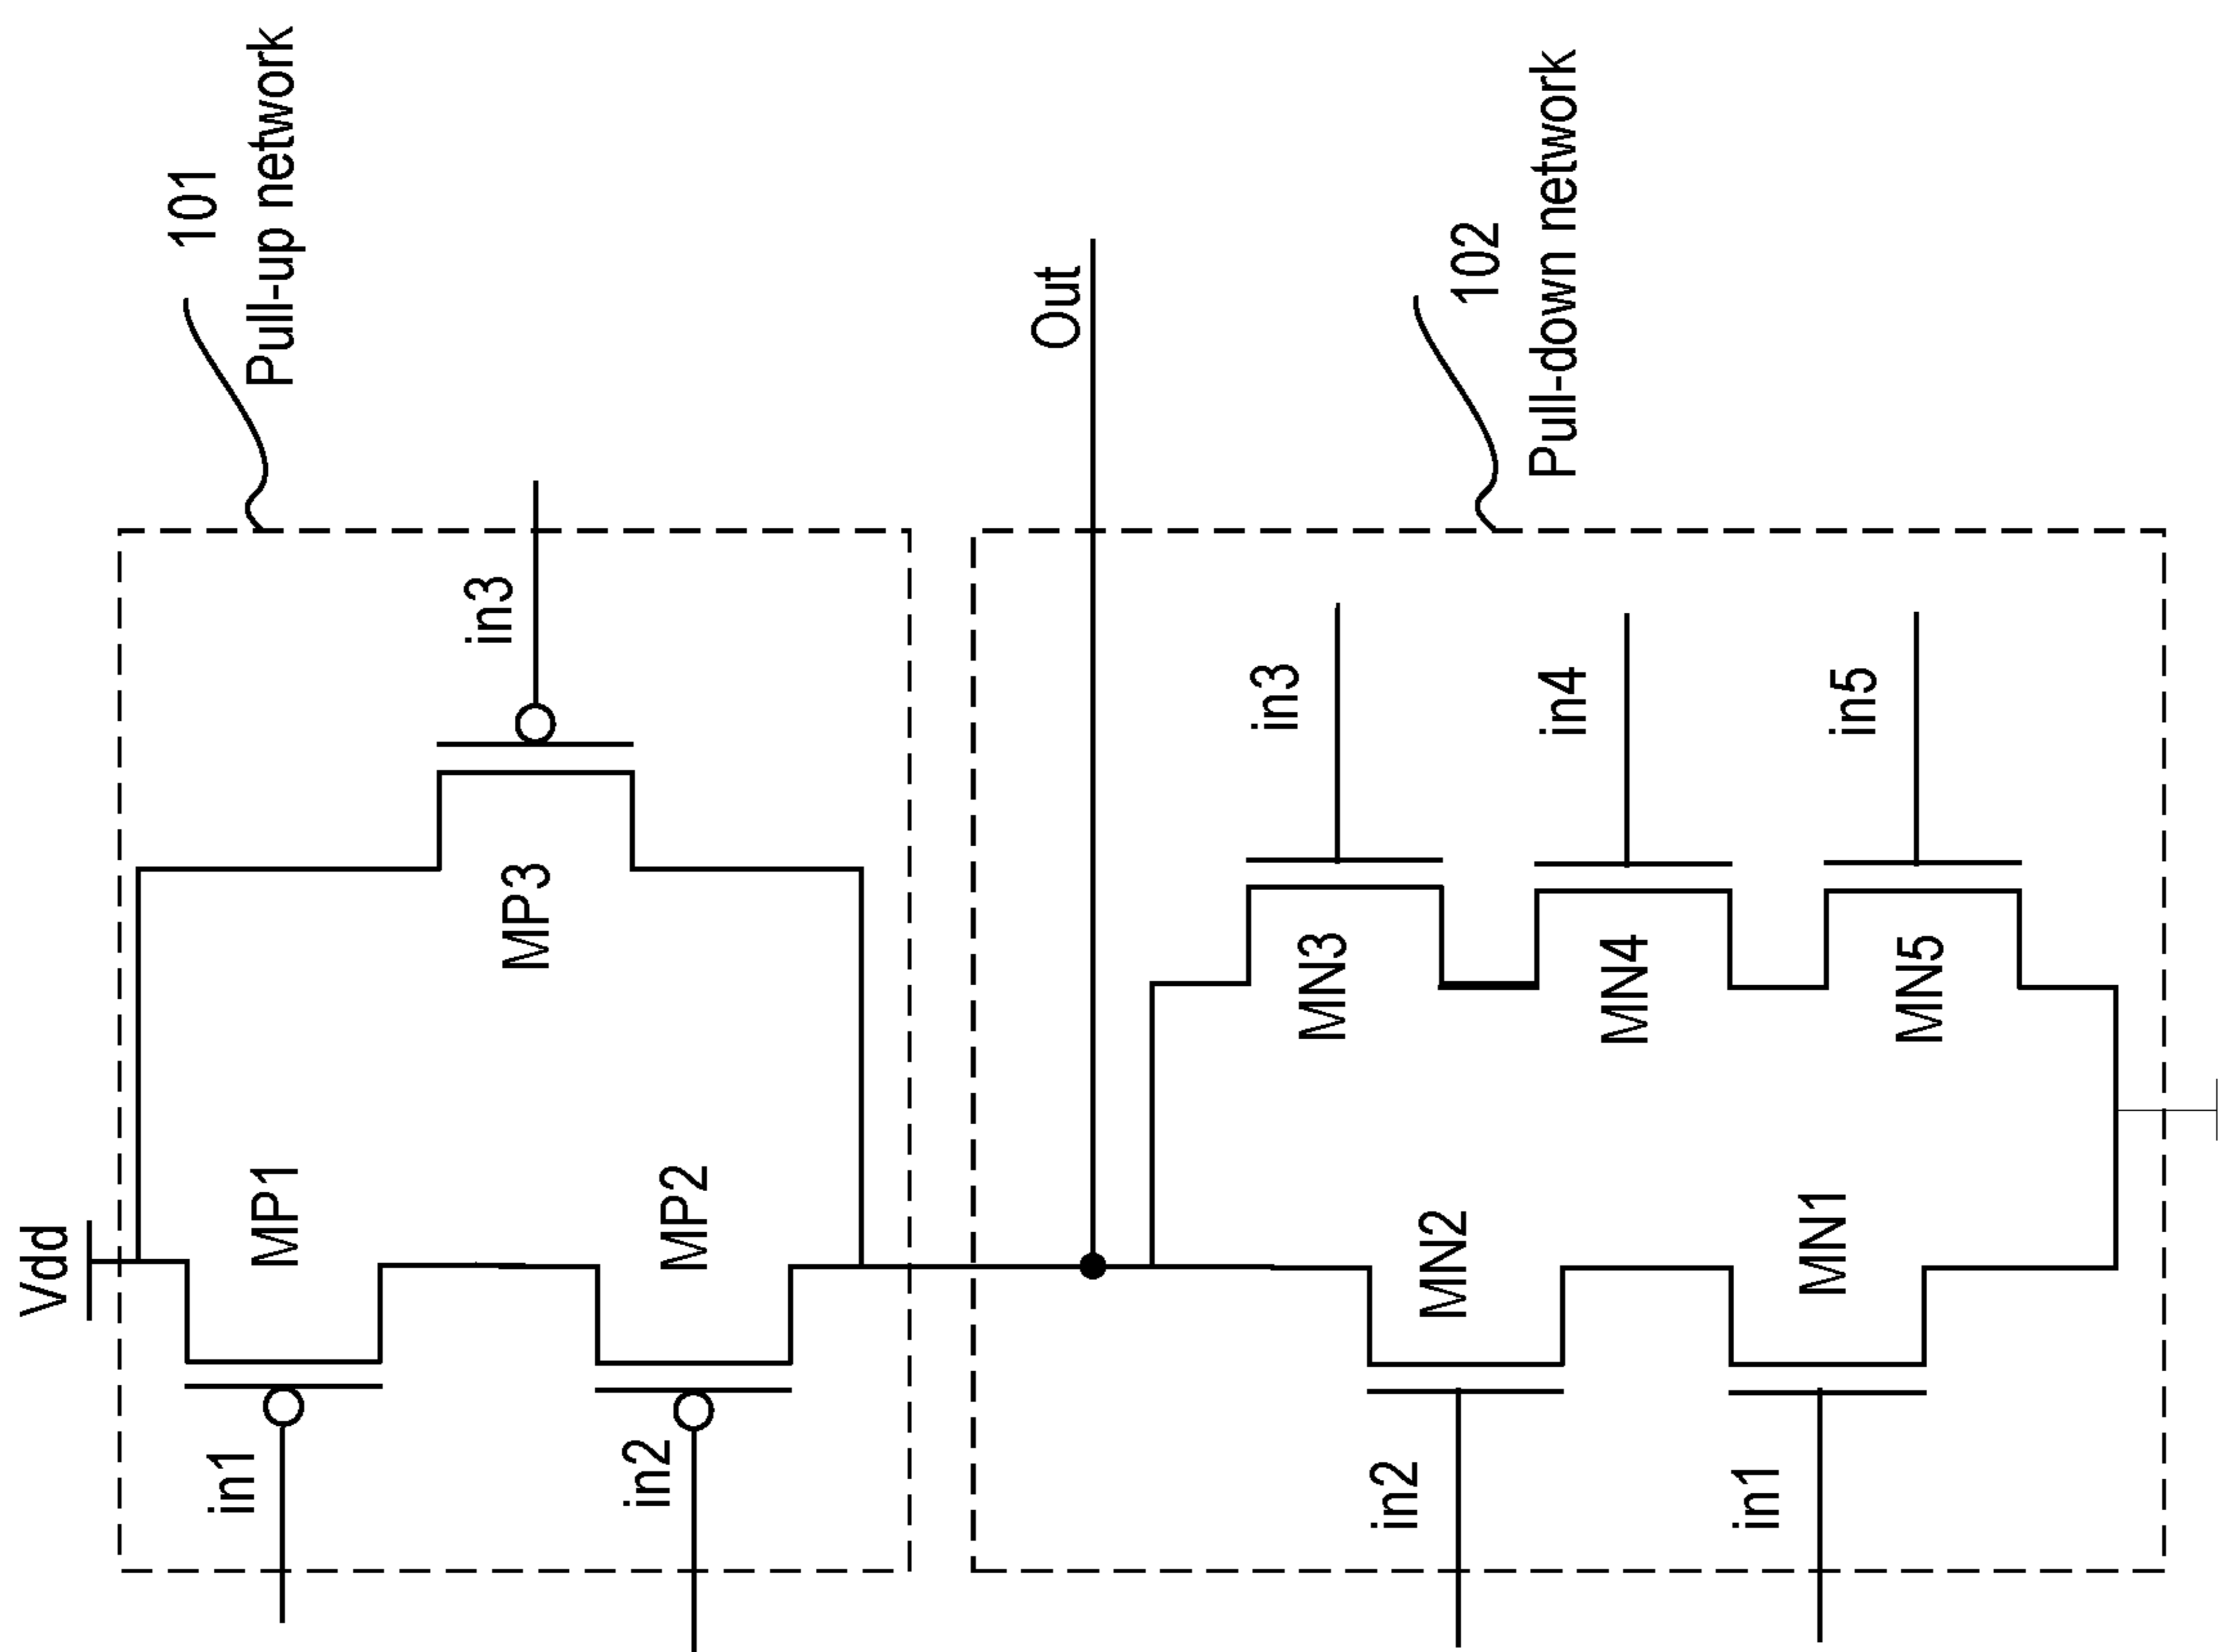 Vdd
in1
MP1
in2
MP2
MP3
in3
101
Pull-up network
Out
in2
MN2
in1
MN1
MN3
in3
MN4
in4
MN5
in5
102
Pull-down network